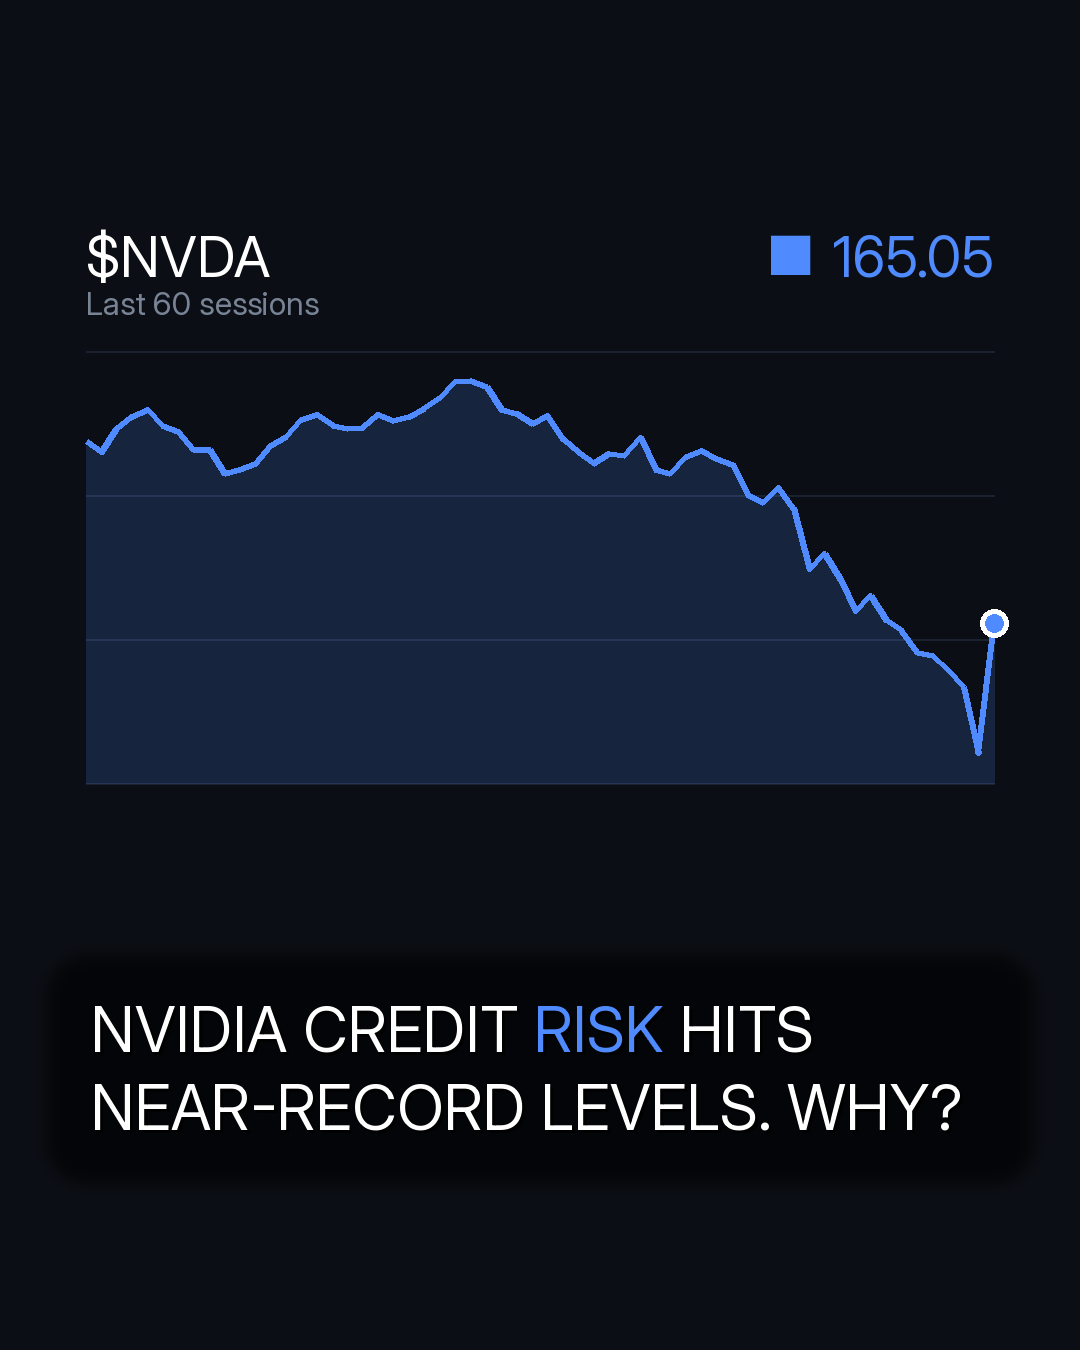 $NVDA
165.05
Last 60 sessions
NVIDIA CREDIT RISK HITS
NEAR-RECORD LEVELS. WHY?